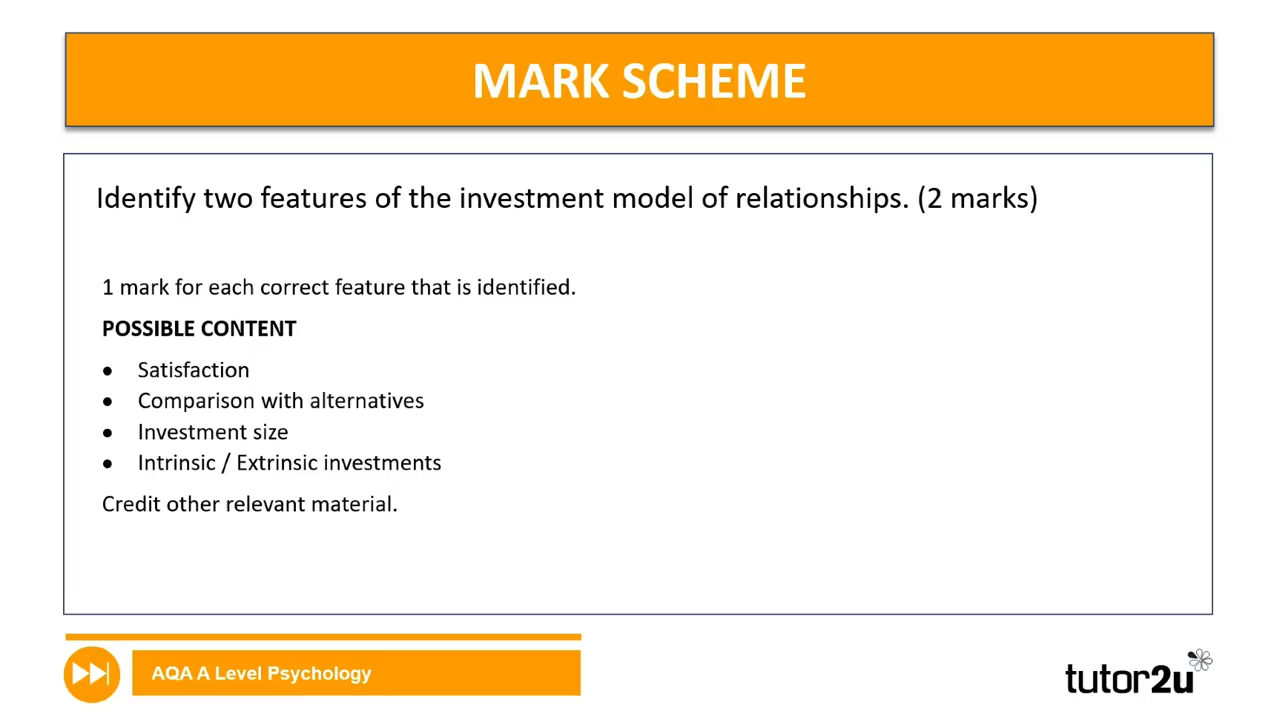 MARK SCHEME
Identify two features of the investment model of relationships. (2 marks)
1 mark for each correct feature that is identified.
POSSIBLE CONTENT
• Satisfaction
• Comparison with alternatives
• Investment size
• Intrinsic / Extrinsic investments
Credit other relevant material.
AQA A Level Psychology
tutor2u